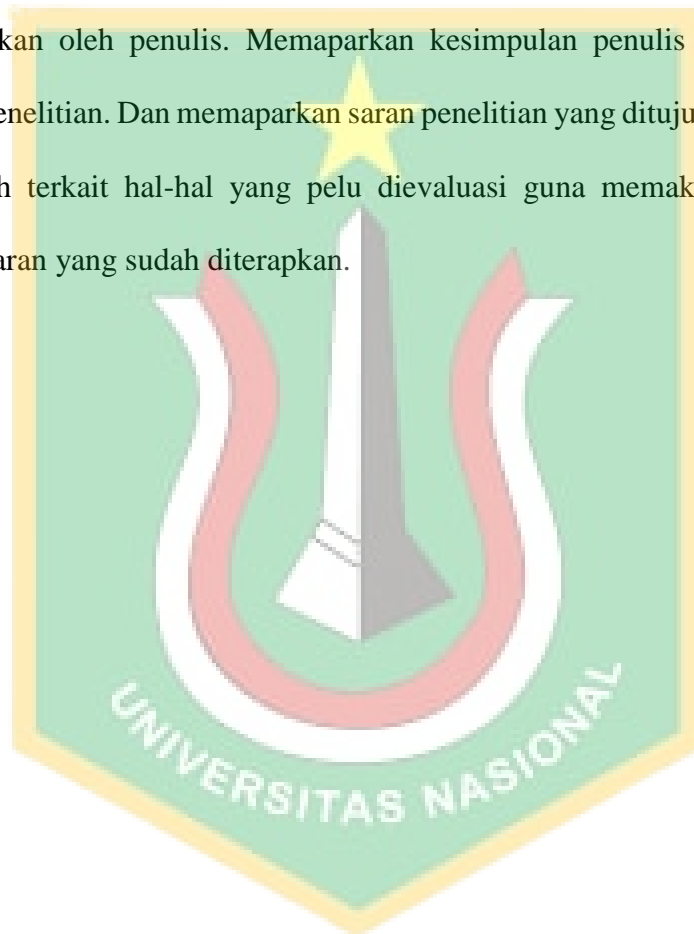 kan oleh penulis. Memaparkan kesimpulan penulis
enelitian. Dan memaparkan saran penelitian yang dituju
h terkait hal-hal yang pelu dievaluasi guna memak
aran yang sudah diterapkan.
UNIVERSITAS NASIONAL